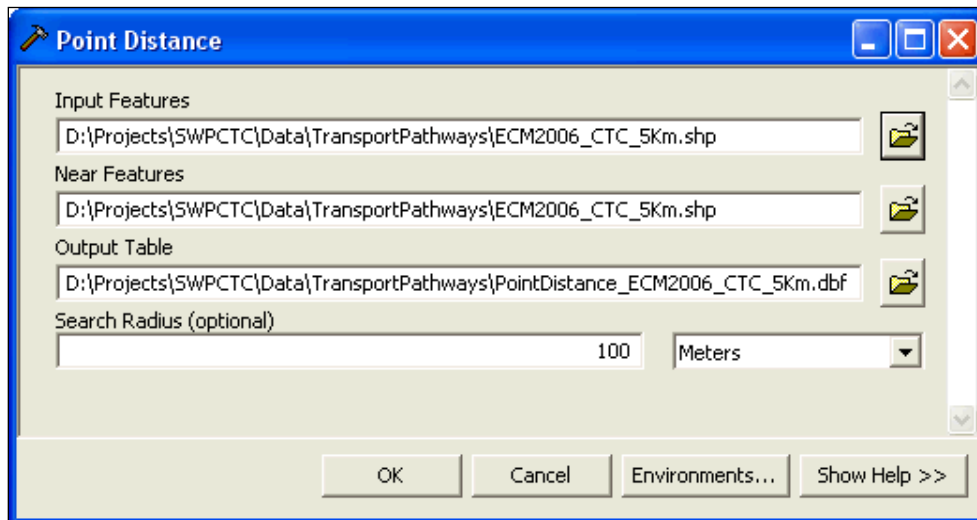 Point Distance
Input Features
D:\Projects\SWPCTC\Data\TransportPathways\ECM2006_CTC_5Km.shp
Near Features
D:\Projects\SWPCTC\Data\TransportPathways\ECM2006_CTC_5Km.shp
Output Table
D:\Projects\SWPCTC\Data\TransportPathways\PointDistance_ECM2006_CTC_5Km.dbf
Search Radius (optional)
100 Meters
OK Cancel Environments... Show Help >>